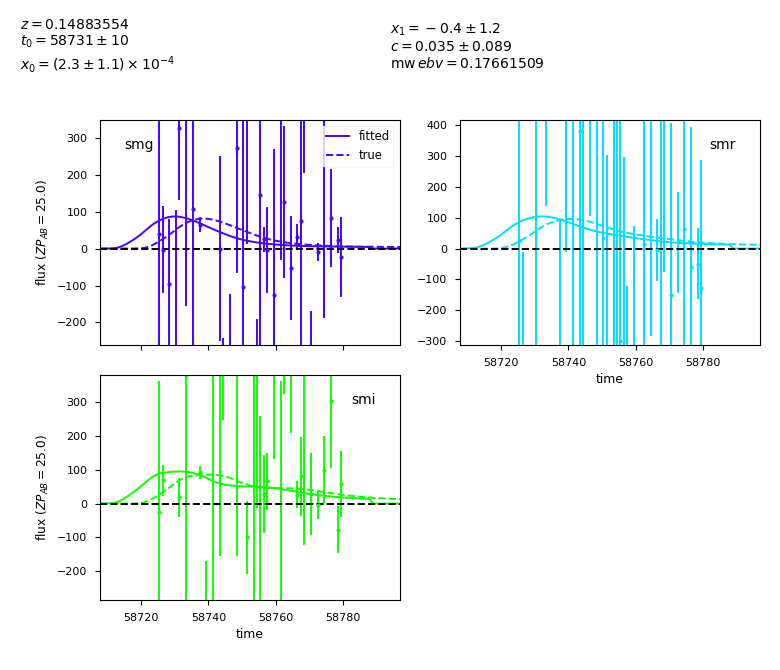 z = 0.14883554
t₀ = 58731 ± 10
x₀ = (2.3 ± 1.1) × 10⁻⁴
x₁ = −0.4 ± 1.2
c = 0.035 ± 0.089
mw ebv = 0.17661509
smg
fitted
true
300
200
100
0
−100
−200
flux (ZP_AB = 25.0)
smr
400
300
200
100
0
−100
−200
−300
58720 58740 58760 58780
time
smi
300
200
100
0
−100
−200
flux (ZP_AB = 25.0)
58720 58740 58760 58780
time